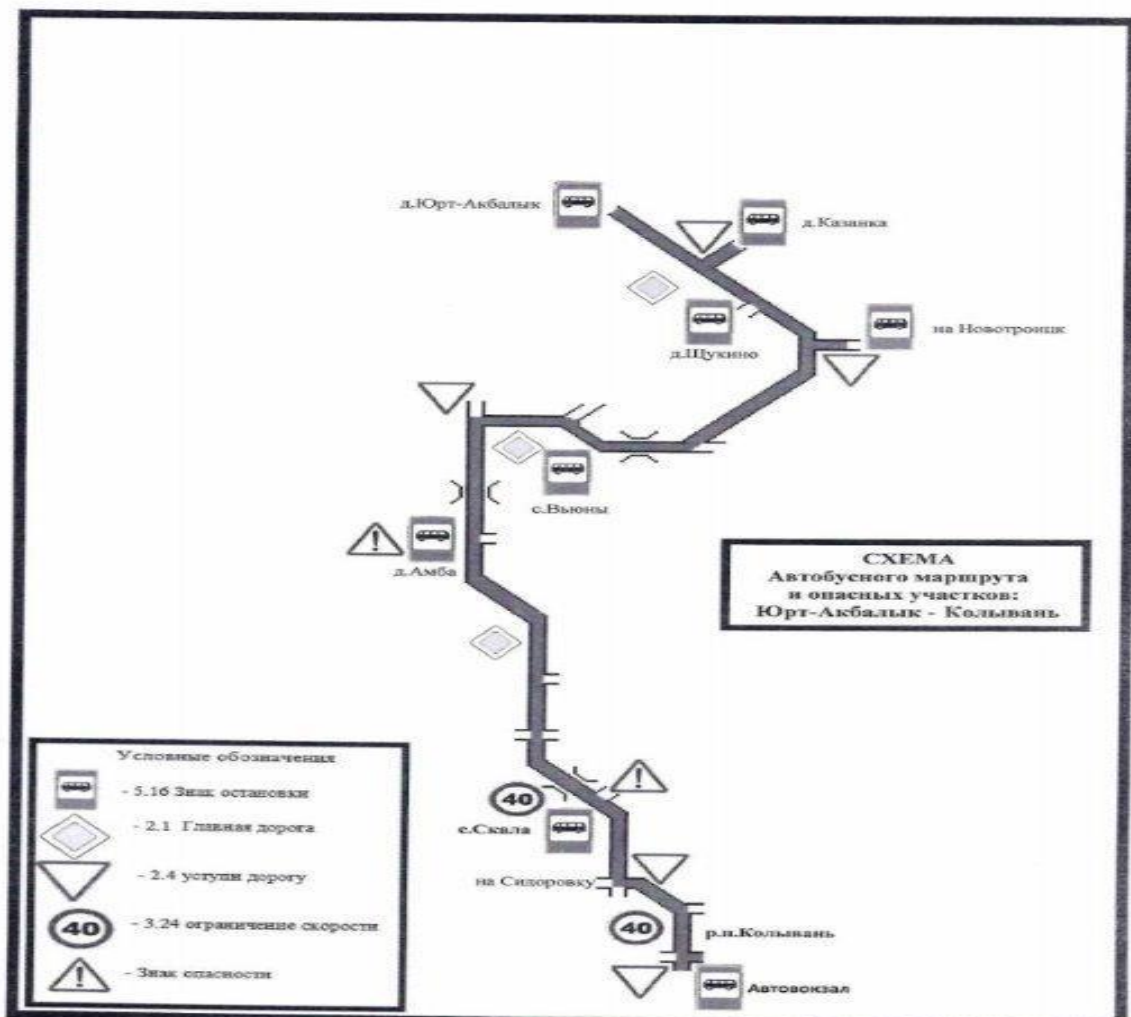 д.Юрт-Акбалык
д.Казанка
на Новотроицк
д.Щукино
с.Вьюны
д.Амба
СХЕМА
Автобусного маршрута
и опасных участков:
Юрт-Акбалык - Колывань
Условные обозначения
- 5.16 Знак остановки
- 2.1 Главная дорога
- 2.4 уступи дорогу
40
- 3.24 ограничение скорости
- Знак опасности
40
с.Скала
на Сидоровку
40
р.п.Колывань
Автовокзал